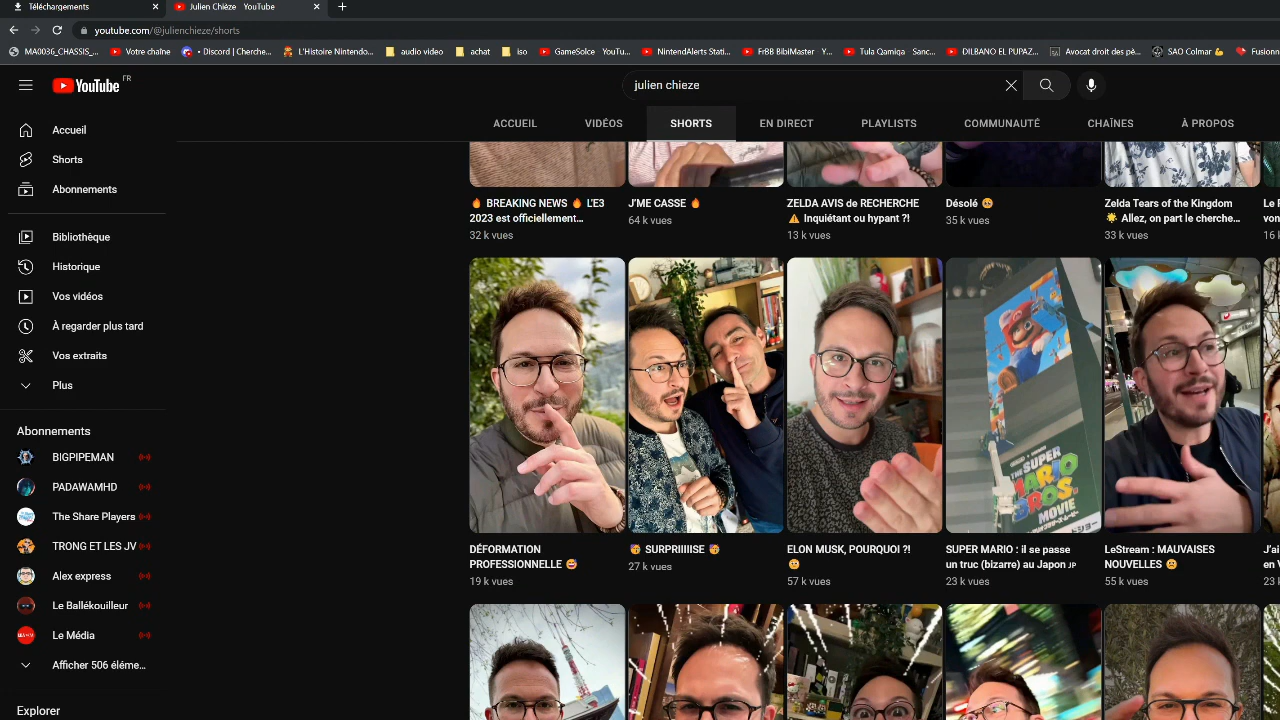 Téléchargements
Julien Chièze YouTube
youtube.com/@julienchieze/shorts
MA0036_CHASSIS_...
Votre chaîne
• Discord | Cherche...
L'Histoire Nintendo...
audio video
achat
iso
GameSolce YouTu...
NintendAlerts Stati...
FrBB BibiMaster Y...
Tula Qamiqa Sanc...
DILBANO EL PUPAZ...
Avocat droit des pè...
SAO Colmar
Fusionn
YouTube FR
julien chieze
Accueil
Shorts
Abonnements
Bibliothèque
Historique
Vos vidéos
À regarder plus tard
Vos extraits
Plus
Abonnements
BIGPIPEMAN
PADAWAMHD
The Share Players
TRONG ET LES JV
Alex express
Le Ballékouilleur
Le Média
Afficher 506 éléme...
Explorer
ACCUEIL
VIDÉOS
SHORTS
EN DIRECT
PLAYLISTS
COMMUNAUTÉ
CHAÎNES
À PROPOS
🔥 BREAKING NEWS 🔥 L'E3
2023 est officiellement...
32 k vues
J'ME CASSE 🔥
64 k vues
ZELDA AVIS de RECHERCHE
⚠️ Inquiétant ou hypant ?!
13 k vues
Désolé
35 k vues
Zelda Tears of the Kingdom
🌟 Allez, on part le cherche...
33 k vues
16 k
THE SUPER
MARIO
BROS.
MOVIE
DÉFORMATION
PROFESSIONNELLE 😅
19 k vues
🥳 SURPRIIIIISE 🥳
27 k vues
ELON MUSK, POURQUOI ?!
57 k vues
SUPER MARIO : il se passe
un truc (bizarre) au Japon JP
23 k vues
LeStream : MAUVAISES
NOUVELLES
55 k vues
J'ai
en V
23 k